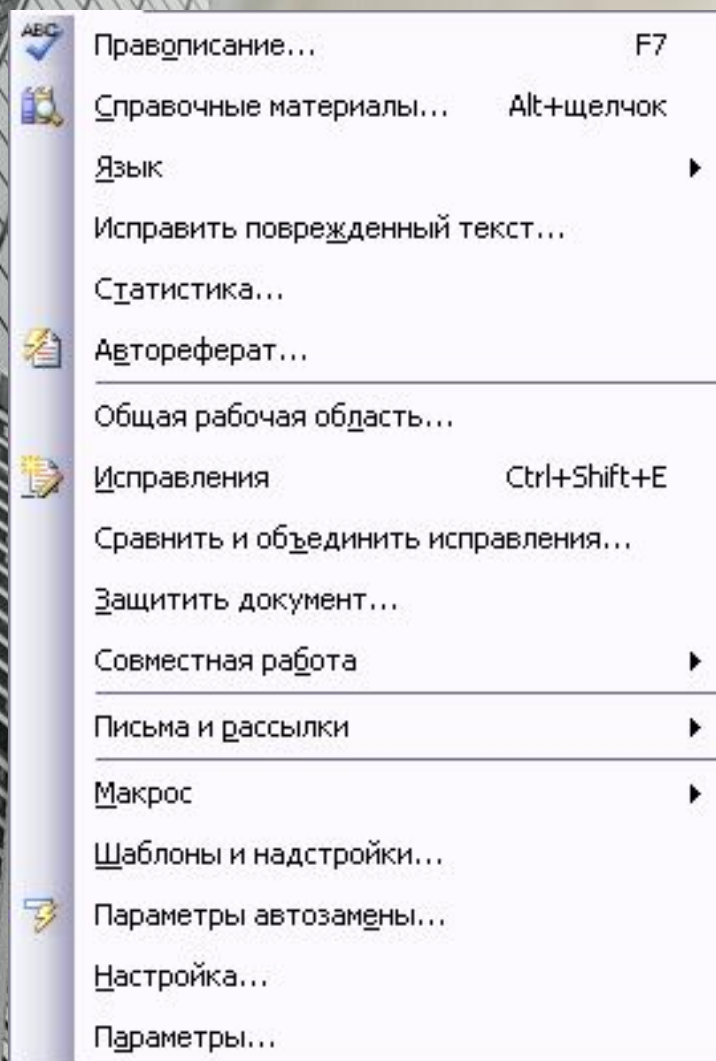 ABC
Правописание... F7
Справочные материалы... Alt+щелчок
Язык
Исправить поврежденный текст...
Статистика...
Автореферат...
Общая рабочая область...
Исправления Ctrl+Shift+E
Сравнить и объединить исправления...
Защитить документ...
Совместная работа
Письма и рассылки
Макрос
Шаблоны и надстройки...
Параметры автозамены...
Настройка...
Параметры...